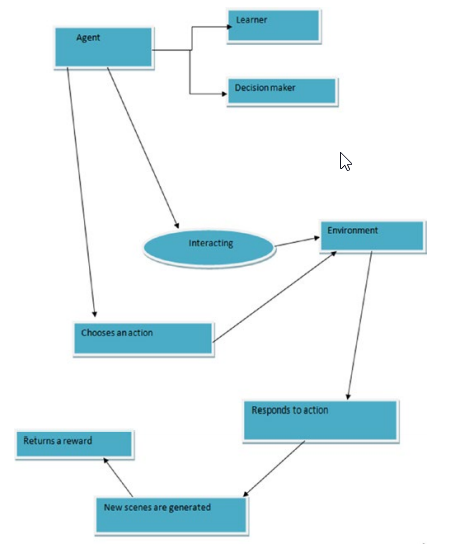 Learner
Agent
Decision maker
Environment
Interacting
Chooses an action
Responds to action
Returns a reward
New scenes are generated